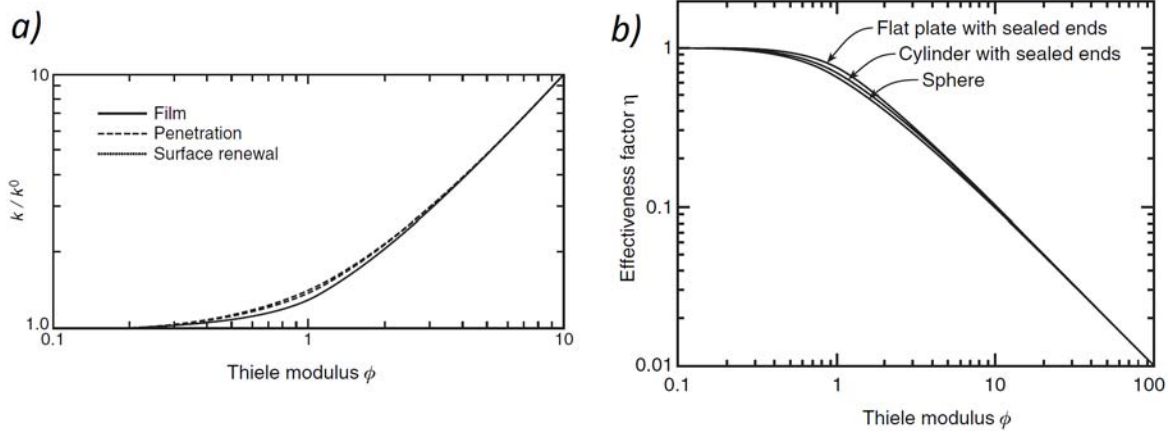 a)
10
Film
Penetration
Surface renewal
k / k⁰
1.0
0.1
1
10
Thiele modulus ϕ
b)
Flat plate with sealed ends
Cylinder with sealed ends
Sphere
1
0.1
0.01
Effectiveness factor η
0.1
1
10
100
Thiele modulus ϕ